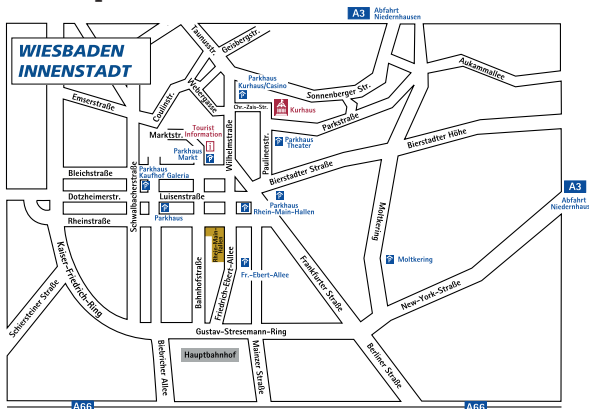 WIESBADEN
INNENSTADT
A3
Abfahrt
Niedernhausen
Taunusstr.
Geisbergstr.
Parkhaus
Kurhaus/Casino
Sonnenberger Str.
Aukammallee
Emserstraße
Coulinstr.
Webergasse
Chr.-Zais-Str.
Kurhaus
Parkstraße
Marktstr.
Tourist
Information
Wilhelmstraße
Paulinenstr.
Parkhaus
Theater
Bierstadter Höhe
Parkhaus
Markt
Bierstadter Straße
Bleichstraße
Parkhaus
Kaufhof Galeria
Schwalbacherstraße
Dotzheimerstr.
Luisenstraße
Parkhaus
Parkhaus
Rhein-Main-Hallen
A3
Abfahrt
Niedernhausen
Rheinstraße
Rhein-Main-
Hallen
Moltkering
Kaiser-Friedrich-Ring
Schiersteiner Straße
Bahnhofstraße
Friedrich-Ebert-Allee
Fr.-Ebert-Allee
Frankfurter Straße
Moltkering
New-York-Straße
Gustav-Stresemann-Ring
Hauptbahnhof
Biebricher Allee
Mainzer Straße
Berliner Straße
A66
A66